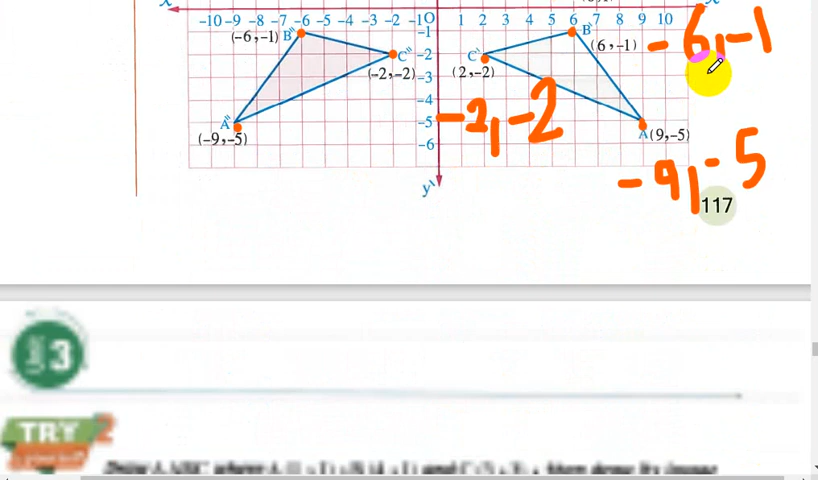 -10 -9 -8 -7 -6 -5 -4 -3 -2 -1 O 1 2 3 4 5 6 7 8 9 10
(-6,-1) B'' -1 B' (6,-1) -6,-1
C'' -2 C'
(-2,-2) -3 (2,-2)
-4
A'' -5 -2,-2 A (9,-5)
(-9,-5) -6
-9,-5
y' 117
3
TRY 2